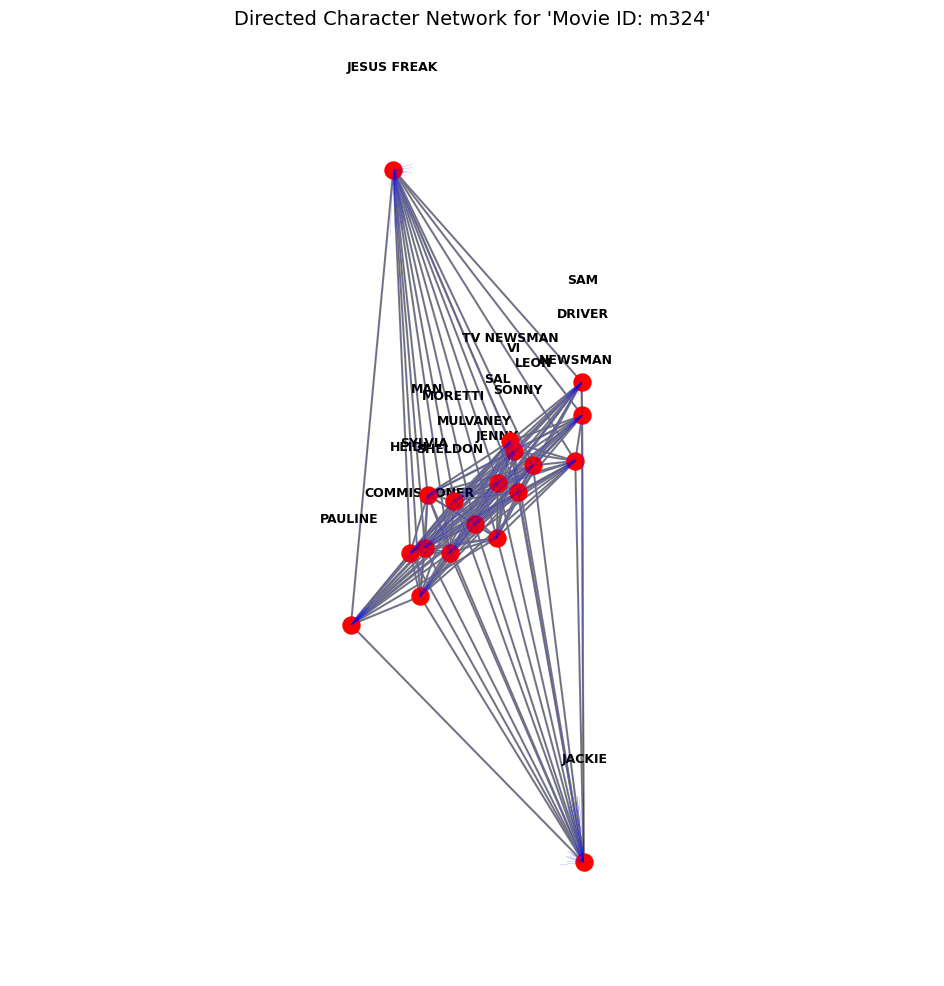 Directed Character Network for 'Movie ID: m324'
JESUS FREAK
SAM
DRIVER
TV NEWSMAN
VI
NEWSMAN
LEON
SAL
MAN
SONNY
MORETTI
MULVANEY
JENNY
SYLVIA
HEIDI
SHELDON
COMMISSIONER
PAULINE
JACKIE